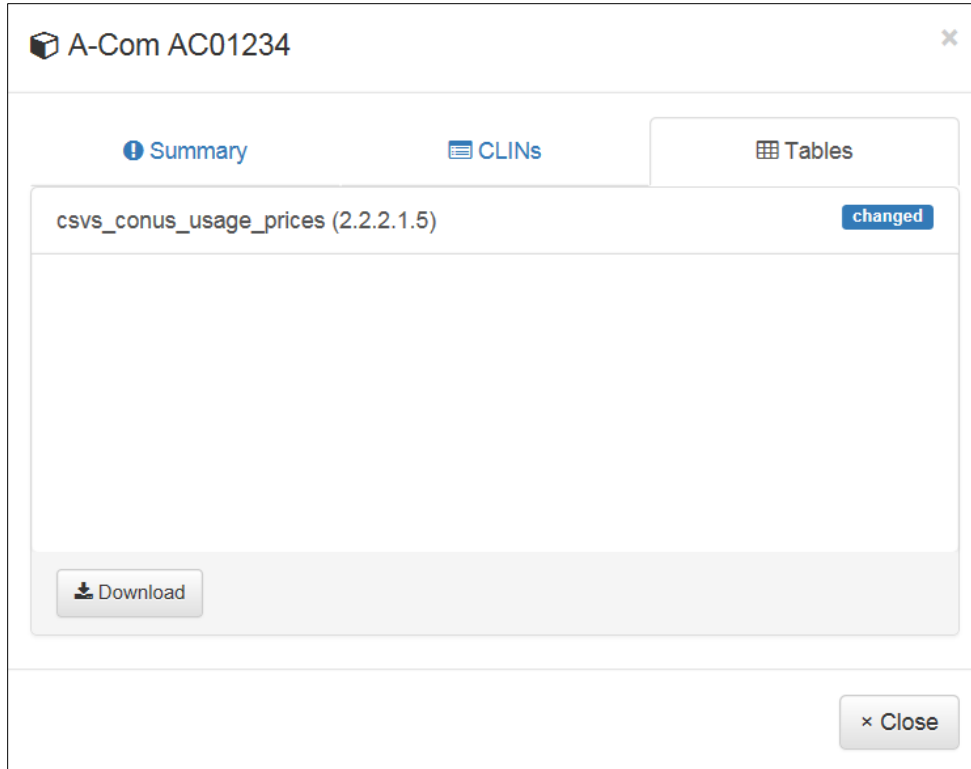 A-Com AC01234
×
Summary
CLINs
Tables
csvs_conus_usage_prices (2.2.2.1.5)
changed
Download
× Close